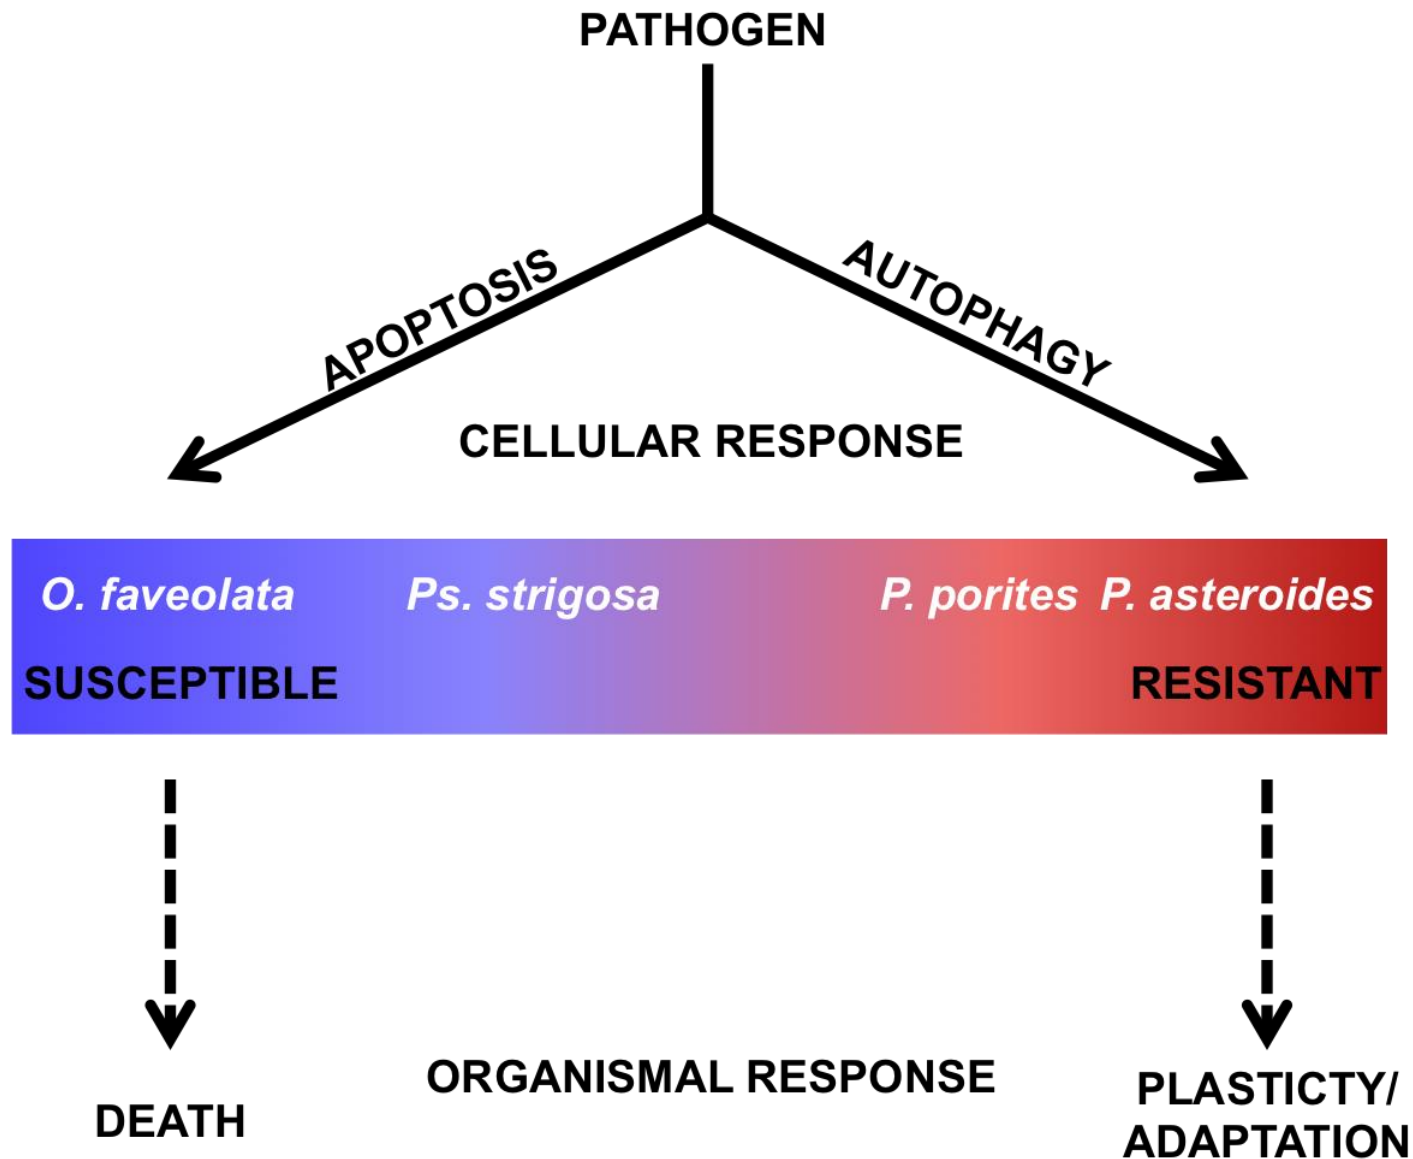 PATHOGEN
APOPTOSIS
AUTOPHAGY
CELLULAR RESPONSE
O. faveolata Ps. strigosa P. porites P. asteroides
SUSCEPTIBLE RESISTANT
ORGANISMAL RESPONSE
DEATH
PLASTICTY/
ADAPTATION